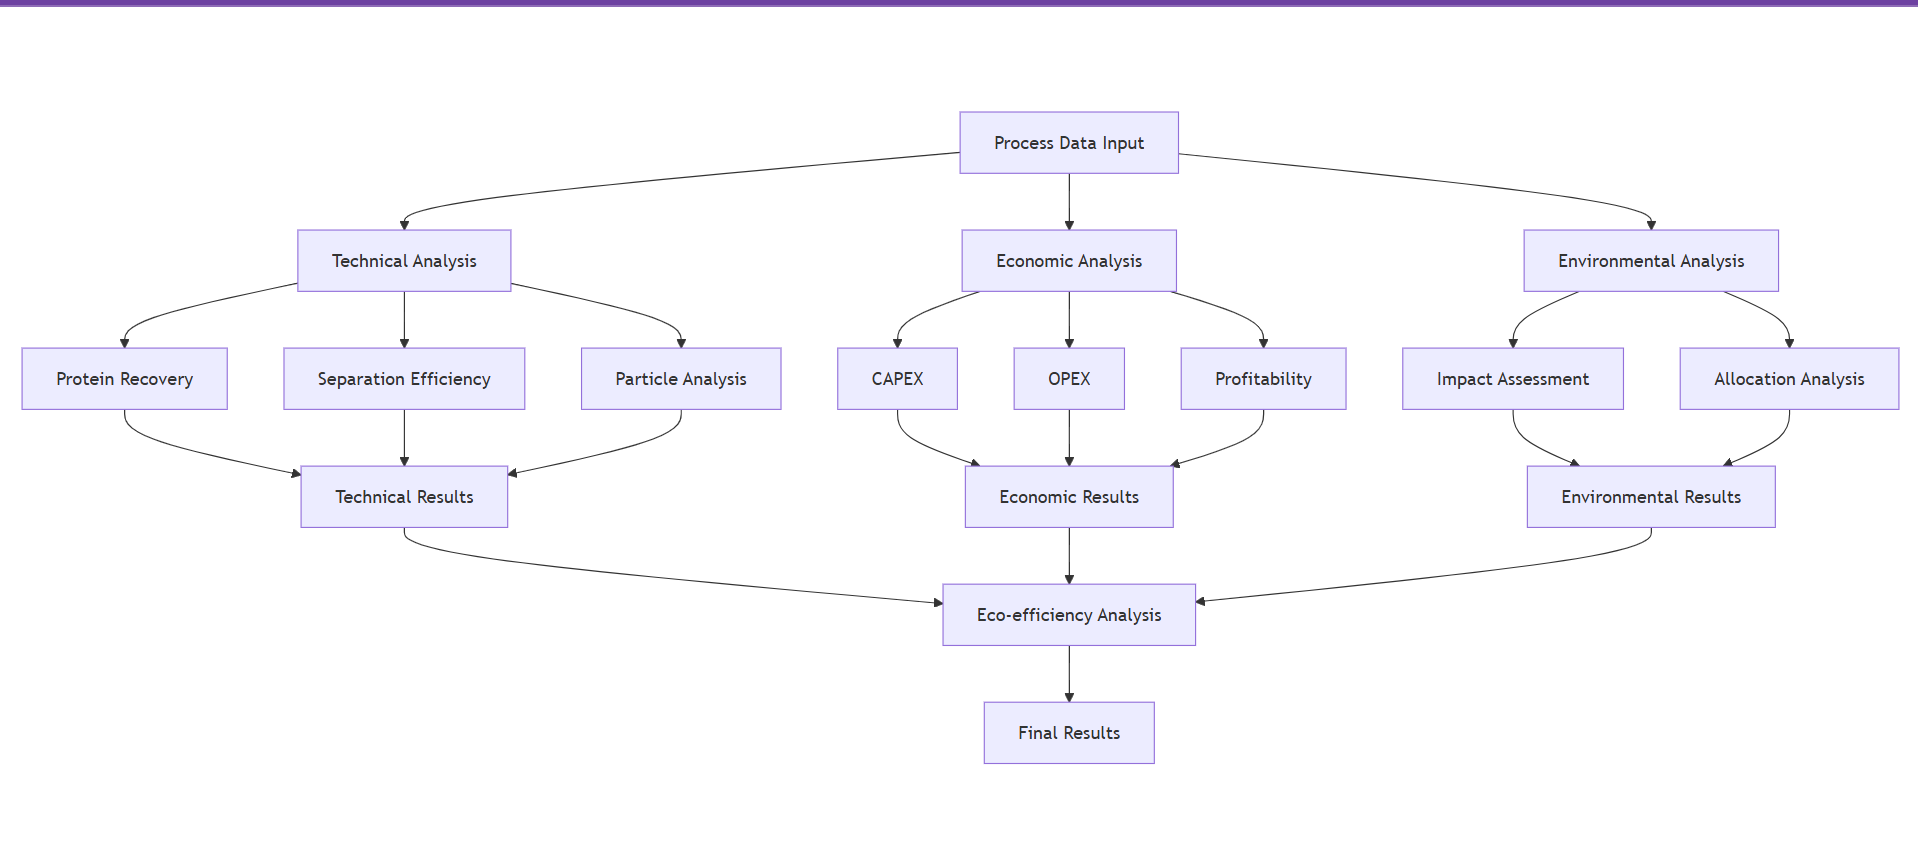 Process Data Input
Technical Analysis
Economic Analysis
Environmental Analysis
Protein Recovery
Separation Efficiency
Particle Analysis
CAPEX
OPEX
Profitability
Impact Assessment
Allocation Analysis
Technical Results
Economic Results
Environmental Results
Eco-efficiency Analysis
Final Results